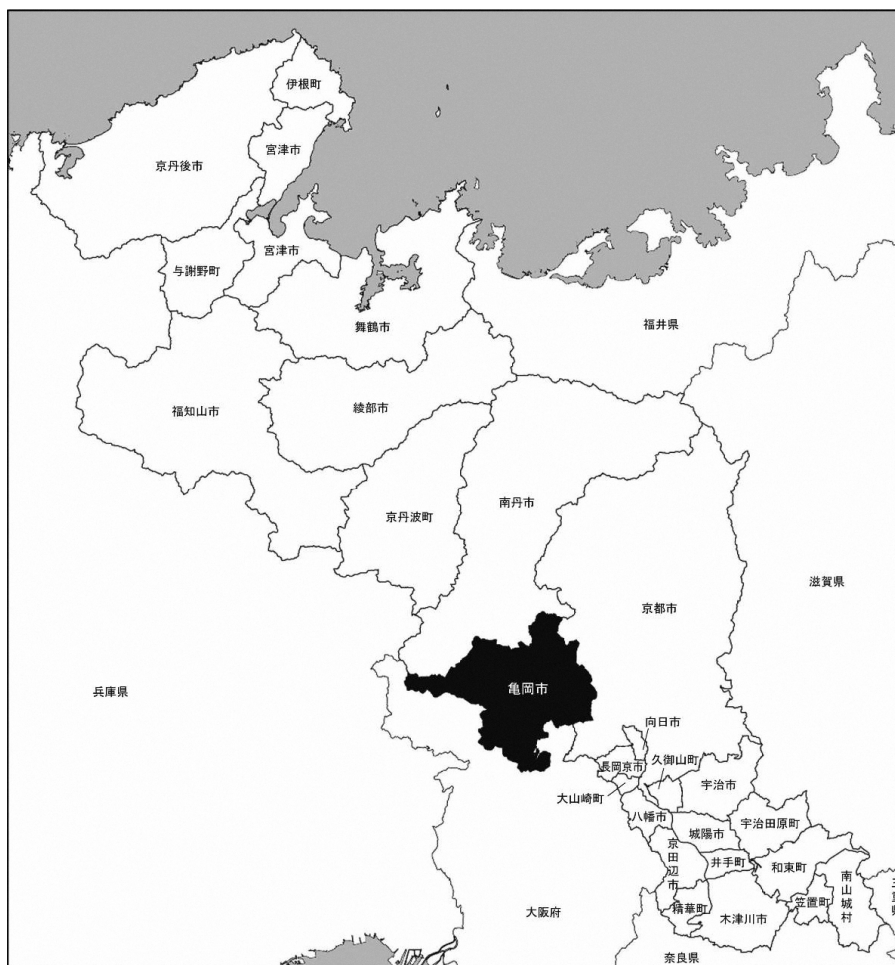 伊根町
宮津市
京丹後市
宮津市
与謝野町
舞鶴市
福井県
福知山市
綾部市
京丹波町
南丹市
滋賀県
京都市
兵庫県
亀岡市
向日市
久御山町
長岡京市
宇治市
大山崎町
八幡市
宇治田原町
城陽市
京田辺市
井手町
和東町
南山城村
笠置町
精華町
木津川市
大阪府
奈良県